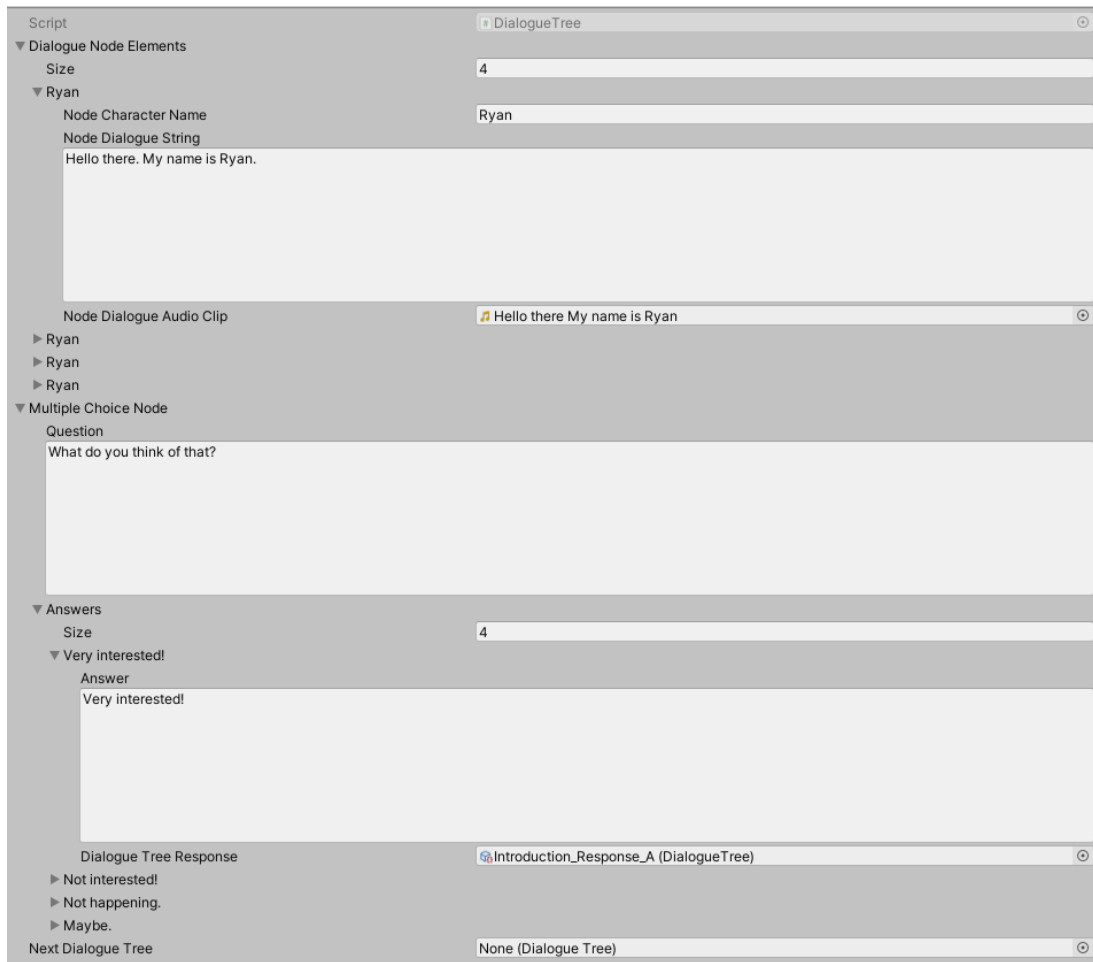 Script DialogueTree
Dialogue Node Elements
Size 4
Ryan
Node Character Name Ryan
Node Dialogue String
Hello there. My name is Ryan.
Node Dialogue Audio Clip Hello there My name is Ryan
Ryan
Ryan
Ryan
Multiple Choice Node
Question
What do you think of that?
Answers
Size 4
Very interested!
Answer
Very interested!
Dialogue Tree Response Introduction_Response_A (DialogueTree)
Not interested!
Not happening.
Maybe.
Next Dialogue Tree None (Dialogue Tree)